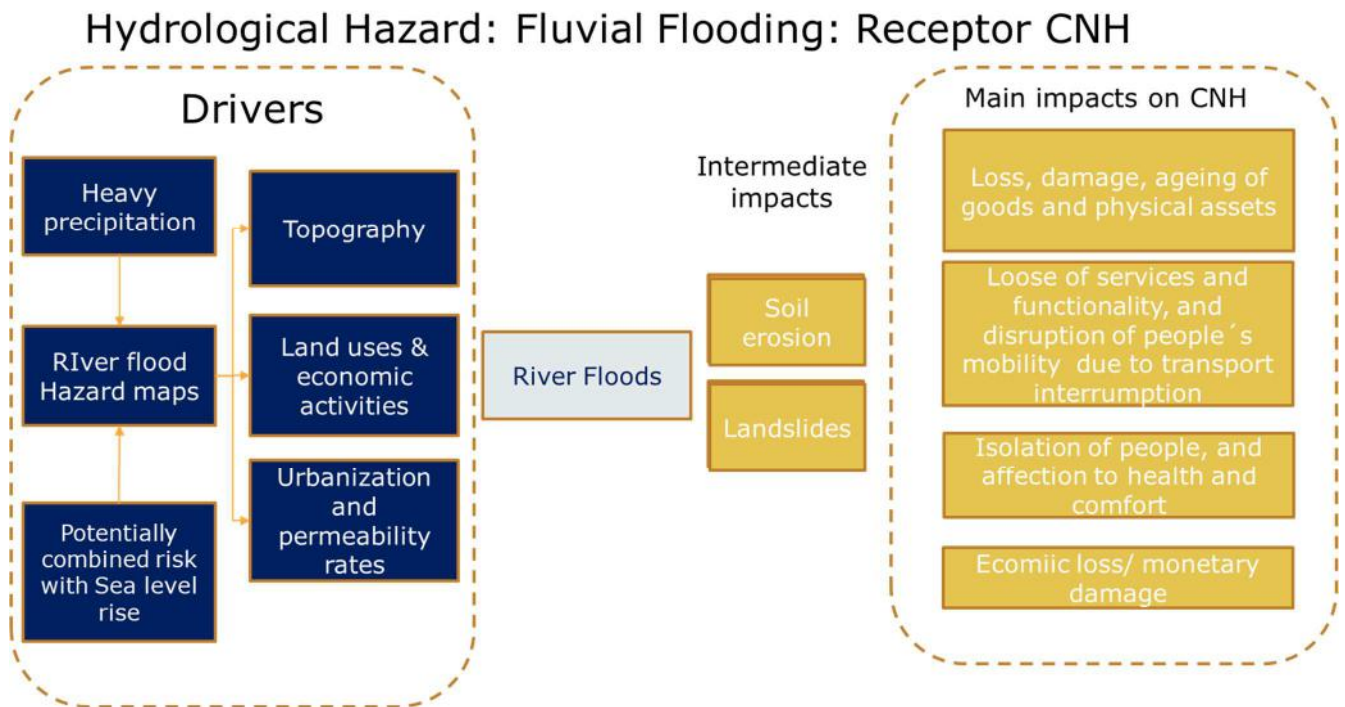 Hydrological Hazard: Fluvial Flooding: Receptor CNH
Drivers
Heavy
precipitation
RIver flood
Hazard maps
Potentially
combined risk
with Sea level
rise
Topography
Land uses &
economic
activities
Urbanization
and
permeability
rates
River Floods
Intermediate
impacts
Soil
erosion
Landslides
Main impacts on CNH
Loss, damage, ageing of
goods and physical assets
Loose of services and
functionality, and
disruption of people´s
mobility due to transport
interrumption
Isolation of people, and
affection to health and
comfort
Ecomiic loss/ monetary
damage